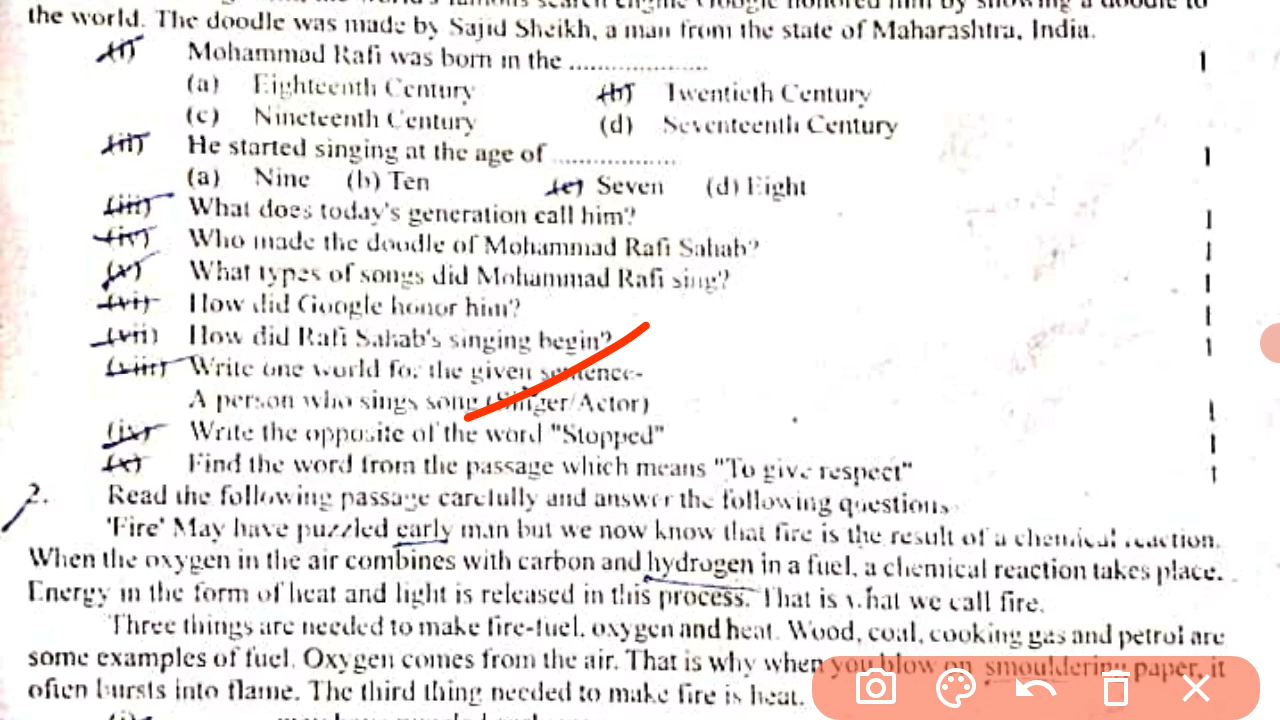 the world. The doodle was made by Sajid Sheikh, a man from the state of Maharashtra, India.
(i) Mohammad Rafi was born in the .................... 1
(a) Eighteenth Century (b) Twentieth Century
(c) Nineteenth Century (d) Seventeenth Century
(ii) He started singing at the age of .................. 1
(a) Nine (b) Ten (c) Seven (d) Eight
(iii) What does today's generation call him? 1
(iv) Who made the doodle of Mohammad Rafi Sahab? 1
(v) What types of songs did Mohammad Rafi sing? 1
(vi) How did Google honor him? 1
(vii) How did Rafi Sahab's singing begin? 1
(viii) Write one world for the given sentence-
A person who sings song (Singer/Actor) 1
(ix) Write the opposite of the word "Stopped" 1
(x) Find the word from the passage which means "To give respect" 1
2. Read the following passage carefully and answer the following questions
'Fire' May have puzzled early man but we now know that fire is the result of a chemical reaction.
When the oxygen in the air combines with carbon and hydrogen in a fuel, a chemical reaction takes place.
Energy in the form of heat and light is released in this process. That is what we call fire.
Three things are needed to make fire-fuel, oxygen and heat. Wood, coal, cooking gas and petrol are
some examples of fuel. Oxygen comes from the air. That is why when you blow on smouldering paper, it
often bursts into flame. The third thing needed to make fire is heat.